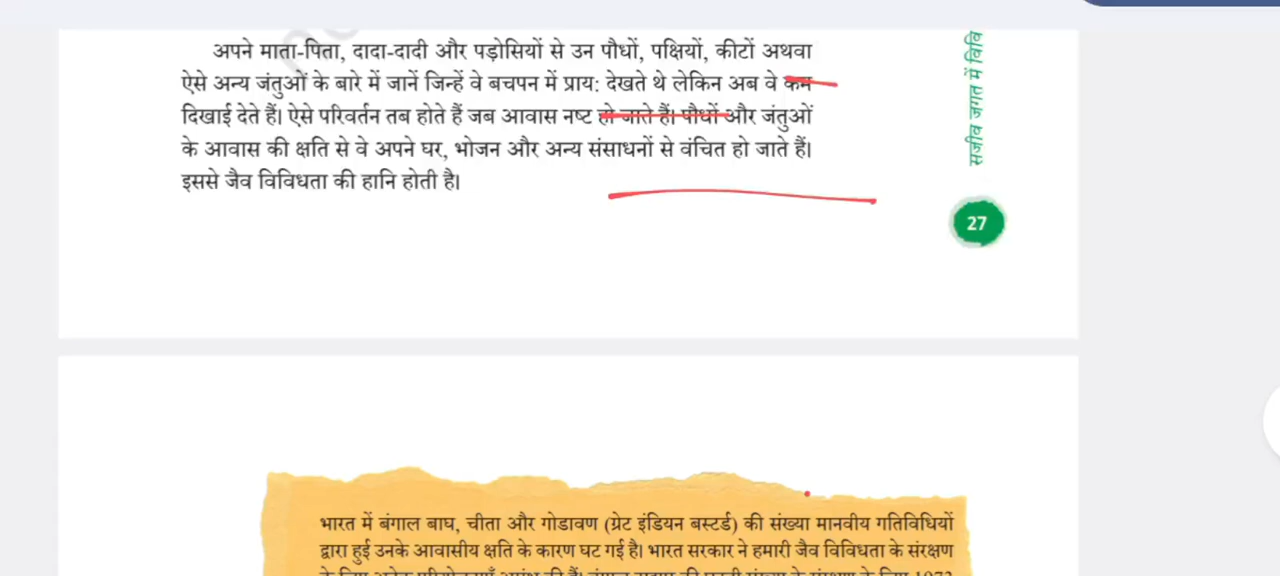 अपने माता-पिता, दादा-दादी और पड़ोसियों से उन पौधों, पक्षियों, कीटों अथवा
ऐसे अन्य जंतुओं के बारे में जानें जिन्हें वे बचपन में प्राय: देखते थे लेकिन अब वे कम
दिखाई देते हैं। ऐसे परिवर्तन तब होते हैं जब आवास नष्ट हो जाते हैं। पौधों और जंतुओं
के आवास की क्षति से वे अपने घर, भोजन और अन्य संसाधनों से वंचित हो जाते हैं।
इससे जैव विविधता की हानि होती है।
सजीव जगत में विवि
27
भारत में बंगाल बाघ, चीता और गोडावण (ग्रेट इंडियन बस्टर्ड) की संख्या मानवीय गतिविधियों
द्वारा हुई उनके आवासीय क्षति के कारण घट गई है। भारत सरकार ने हमारी जैव विविधता के संरक्षण